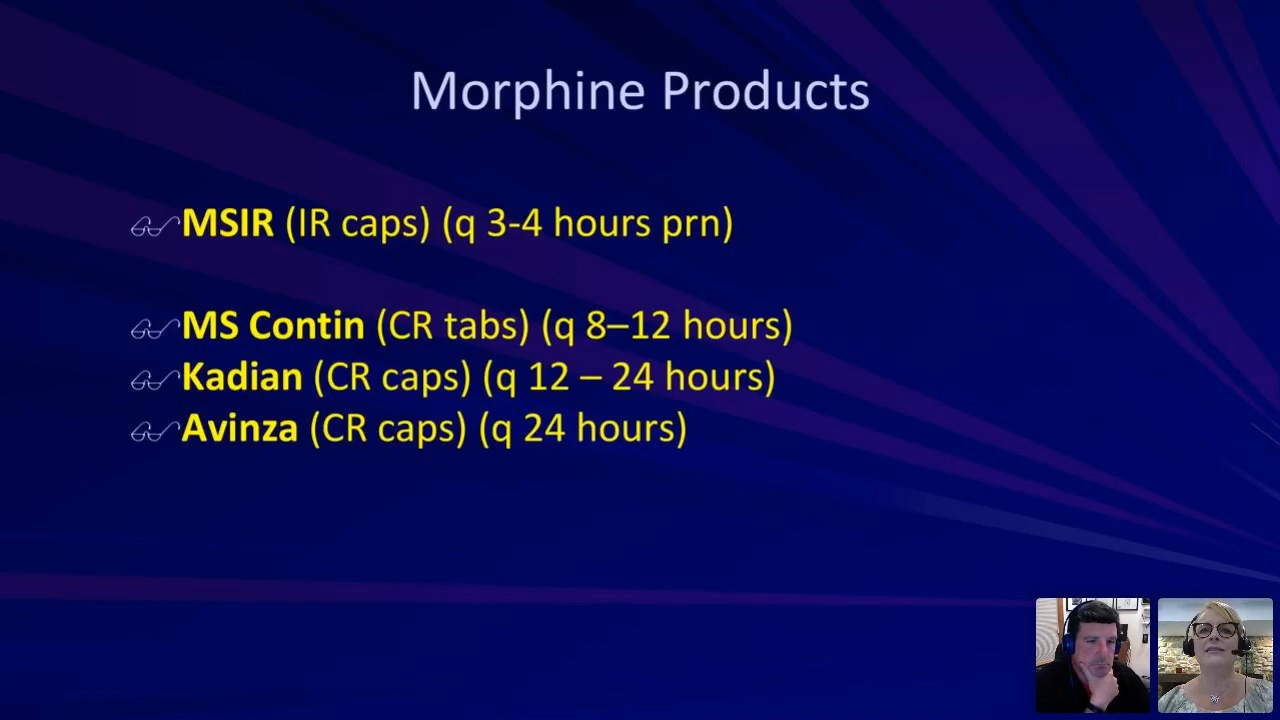 Morphine Products
MSIR (IR caps) (q 3-4 hours prn)
MS Contin (CR tabs) (q 8–12 hours)
Kadian (CR caps) (q 12 – 24 hours)
Avinza (CR caps) (q 24 hours)